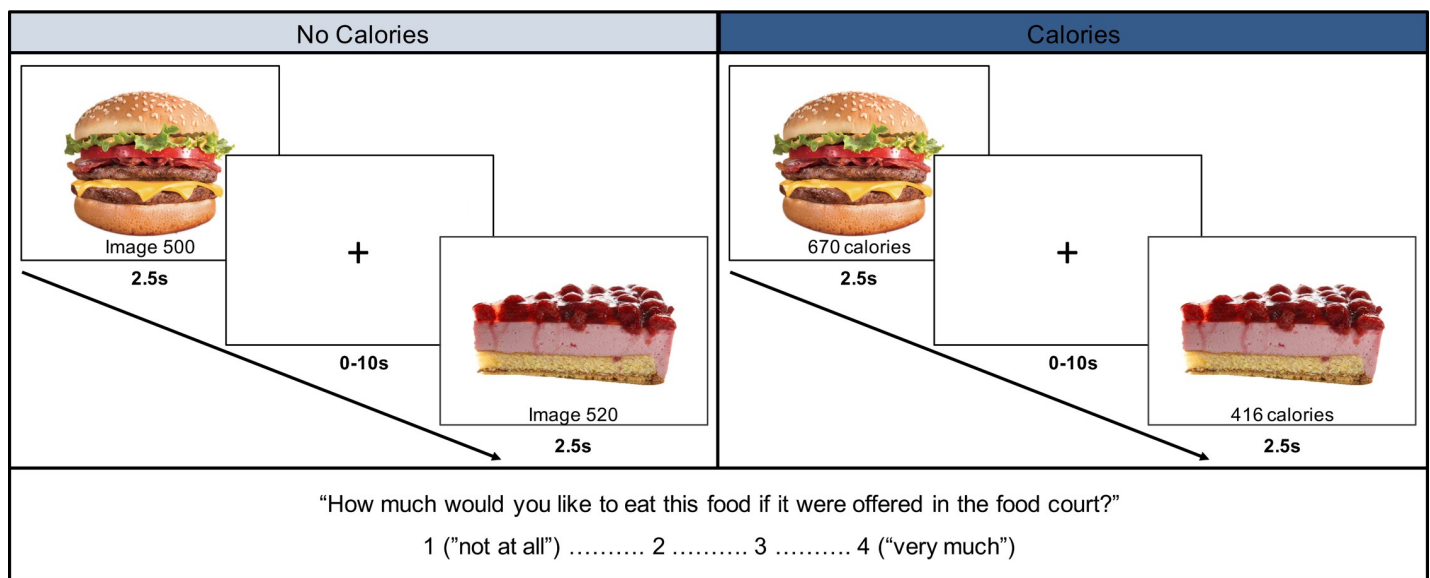 No Calories
Image 500
2.5s
+
0-10s
Image 520
2.5s
Calories
670 calories
2.5s
+
0-10s
416 calories
2.5s
“How much would you like to eat this food if it were offered in the food court?”
1 (”not at all”) ………. 2 ………. 3 ………. 4 (“very much”)